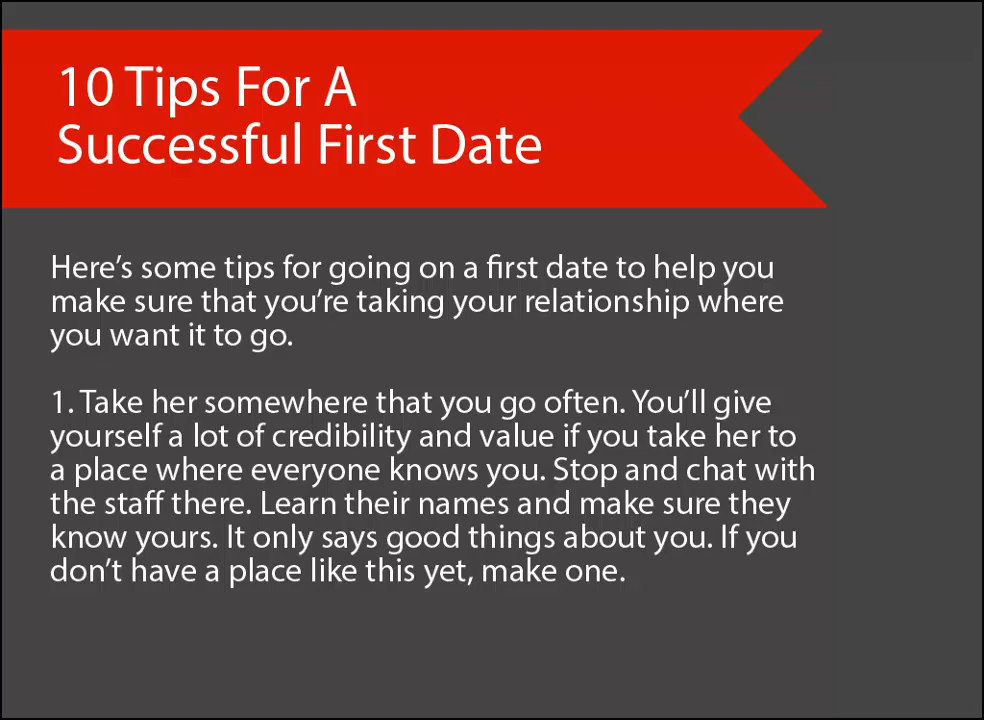 10 Tips For A
Successful First Date
Here’s some tips for going on a first date to help you
make sure that you’re taking your relationship where
you want it to go.
1. Take her somewhere that you go often. You’ll give
yourself a lot of credibility and value if you take her to
a place where everyone knows you. Stop and chat with
the staff there. Learn their names and make sure they
know yours. It only says good things about you. If you
don’t have a place like this yet, make one.